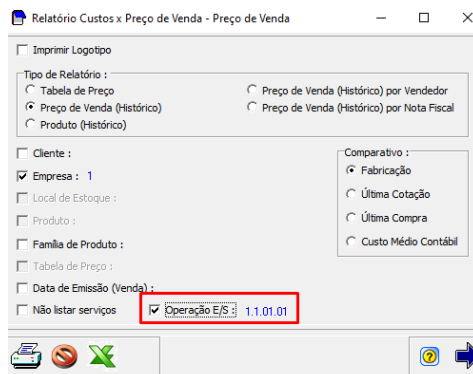 Relatório Custos x Preço de Venda - Preço de Venda
Imprimir Logotipo
Tipo de Relatório :
Tabela de Preço
Preço de Venda (Histórico) por Vendedor
Preço de Venda (Histórico)
Preço de Venda (Histórico) por Nota Fiscal
Produto (Histórico)
Cliente :
Empresa : 1
Local de Estoque :
Produto :
Família de Produto :
Tabela de Preço :
Data de Emissão (Venda) :
Não listar serviços
Operação E/S : 1.1.01.01
Comparativo :
Fabricação
Última Cotação
Última Compra
Custo Médio Contábil